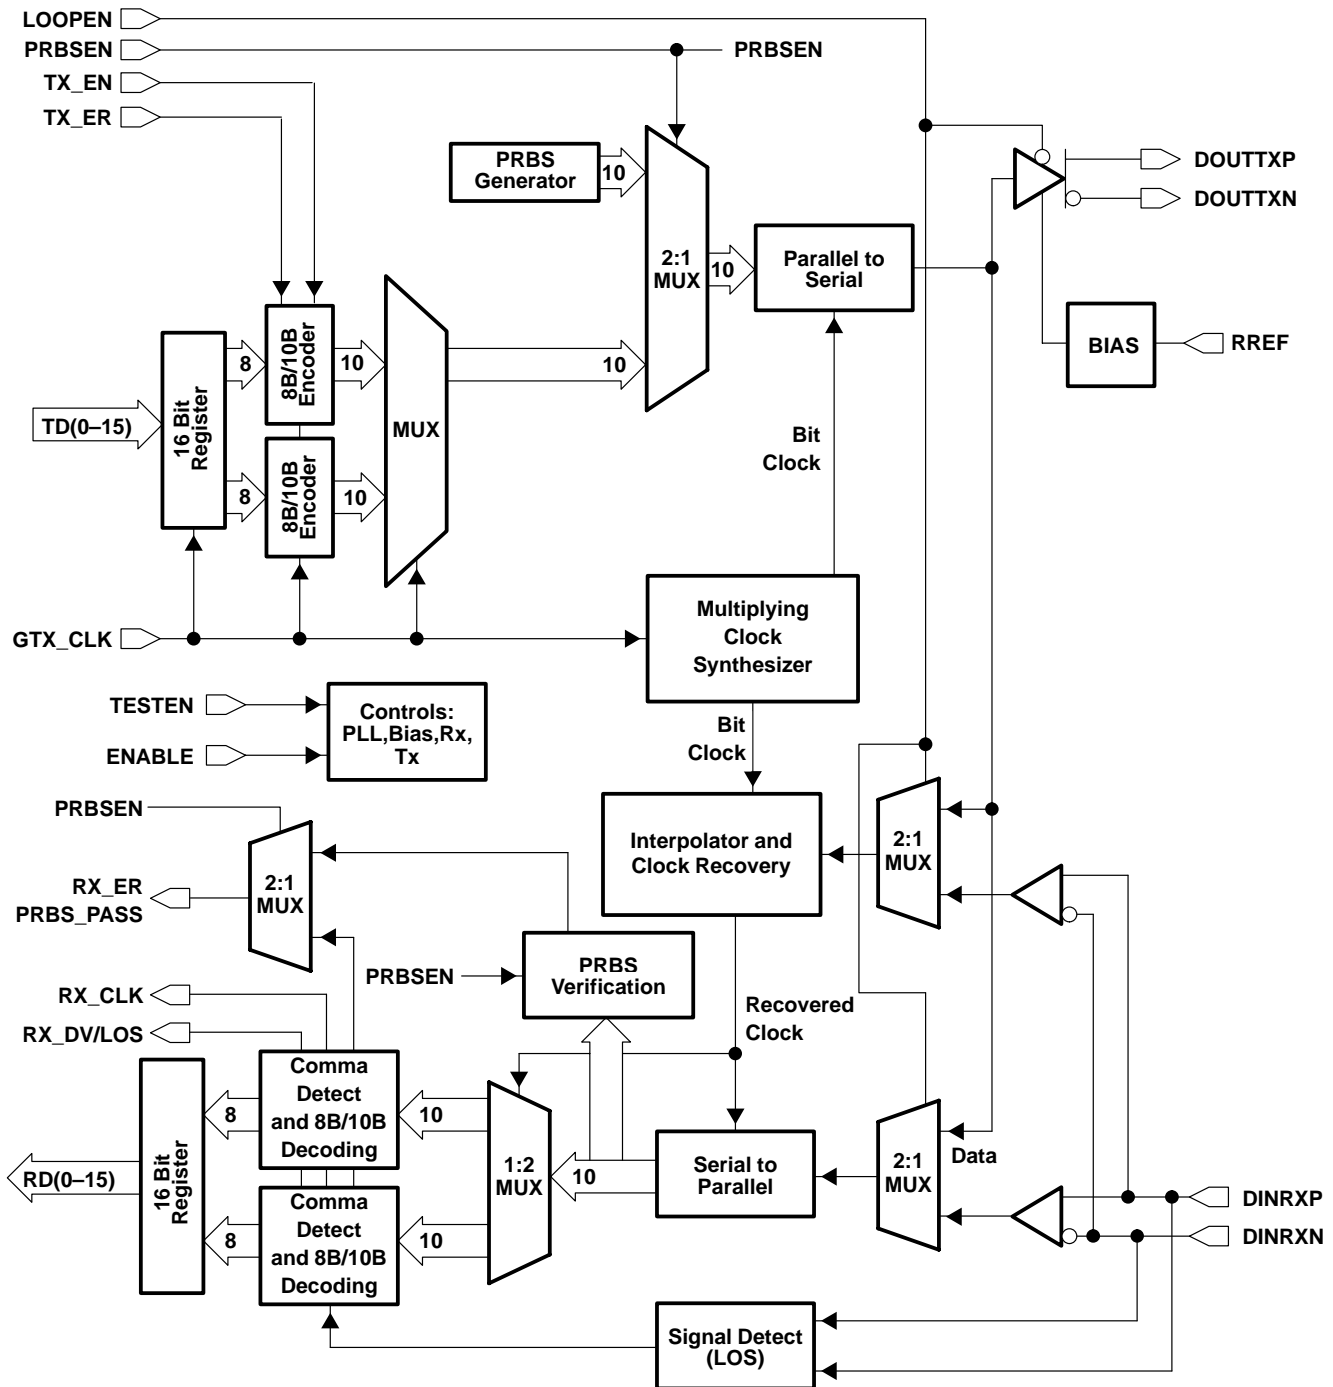 LOOPEN
PRBSEN
PRBSEN
TX_EN
TX_ER
PRBS
Generator
10
2:1
MUX
10
Parallel to
Serial
DOUTTXP
DOUTTXN
BIAS
RREF
TD(0–15)
16 Bit
Register
8
8B/10B
Encoder
10
8
8B/10B
Encoder
10
MUX
10
Bit
Clock
GTX_CLK
Multiplying
Clock
Synthesizer
TESTEN
ENABLE
Controls:
PLL,Bias,Rx,
Tx
Bit
Clock
PRBSEN
2:1
MUX
RX_ER
PRBS_PASS
Interpolator and
Clock Recovery
2:1
MUX
PRBSEN
PRBS
Verification
Recovered
Clock
RX_CLK
RX_DV/LOS
Comma
Detect
and 8B/10B
Decoding
8
10
RD(0–15)
16 Bit
Register
Comma
Detect
and 8B/10B
Decoding
8
10
1:2
MUX
10
Serial to
Parallel
2:1
MUX
Data
DINRXP
DINRXN
Signal Detect
(LOS)